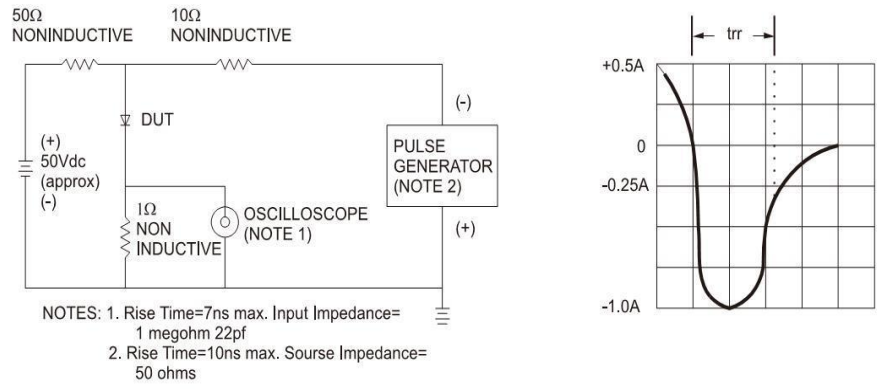 50Ω
NONINDUCTIVE
10Ω
NONINDUCTIVE
DUT
(+)
50Vdc
(approx)
(-)
1Ω
NON
INDUCTIVE
OSCILLOSCOPE
(NOTE 1)
(-)
PULSE
GENERATOR
(NOTE 2)
(+)
NOTES: 1. Rise Time=7ns max. Input Impedance=
1 megohm 22pf
2. Rise Time=10ns max. Sourse Impedance=
50 ohms
trr
+0.5A
0
-0.25A
-1.0A